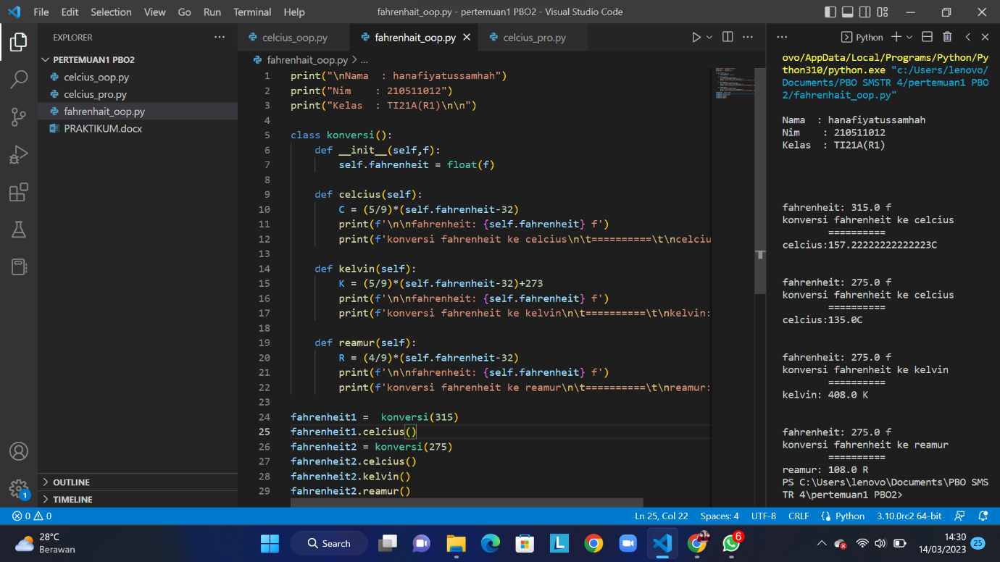 File Edit Selection View Go Run Terminal Help
fahrenhait_oop.py - pertemuan1 PBO2 - Visual Studio Code
EXPLORER
PERTEMUAN1 PBO2
celcius_oop.py
celcius_pro.py
fahrenhait_oop.py
PRAKTIKUM.docx
OUTLINE
TIMELINE
celcius_oop.py fahrenhait_oop.py celcius_pro.py
fahrenhait_oop.py > ...
1 print("\nNama  : hanafiyatussamhah")
2 print("Nim    : 210511012")
3 print("Kelas  : TI21A(R1)\n\n")
4
5 class konversi():
6     def __init__(self,f):
7         self.fahrenheit = float(f)
8
9     def celcius(self):
10         C = (5/9)*(self.fahrenheit-32)
11         print(f'\n\nfahrenheit: {self.fahrenheit} f')
12         print(f'konversi fahrenheit ke celcius\n\t==========\t\ncelciu
13
14     def kelvin(self):
15         K = (5/9)*(self.fahrenheit-32)+273
16         print(f'\n\nfahrenheit: {self.fahrenheit} f')
17         print(f'konversi fahrenheit ke kelvin\n\t==========\t\nkelvin:
18
19     def reamur(self):
20         R = (4/9)*(self.fahrenheit-32)
21         print(f'\n\nfahrenheit: {self.fahrenheit} f')
22         print(f'konversi fahrenheit ke reamur\n\t==========\t\nreamur:
23
24 fahrenheit1 =  konversi(315)
25 fahrenheit1.celcius()
26 fahrenheit2 = konversi(275)
27 fahrenheit2.celcius()
28 fahrenheit2.kelvin()
29 fahrenheit2.reamur()
Python
ovo/AppData/Local/Programs/Python/Py
thon310/python.exe "c:/Users/lenovo/
Documents/PBO SMSTR 4/pertemuan1 PBO
2/fahrenhait_oop.py"
Nama  : hanafiyatussamhah
Nim    : 210511012
Kelas  : TI21A(R1)
fahrenheit: 315.0 f
konversi fahrenheit ke celcius
==========
celcius:157.22222222222223C
fahrenheit: 275.0 f
konversi fahrenheit ke celcius
==========
celcius:135.0C
fahrenheit: 275.0 f
konversi fahrenheit ke kelvin
==========
kelvin: 408.0 K
fahrenheit: 275.0 f
konversi fahrenheit ke reamur
==========
reamur: 108.0 R
PS C:\Users\lenovo\Documents\PBO SMS
TR 4\pertemuan1 PBO2>
1
0 0 Ln 25, Col 22 Spaces: 4 UTF-8 CRLF Python 3.10.0rc2 64-bit
28°C
Berawan
Search
L
6
14:30
14/03/2023
25